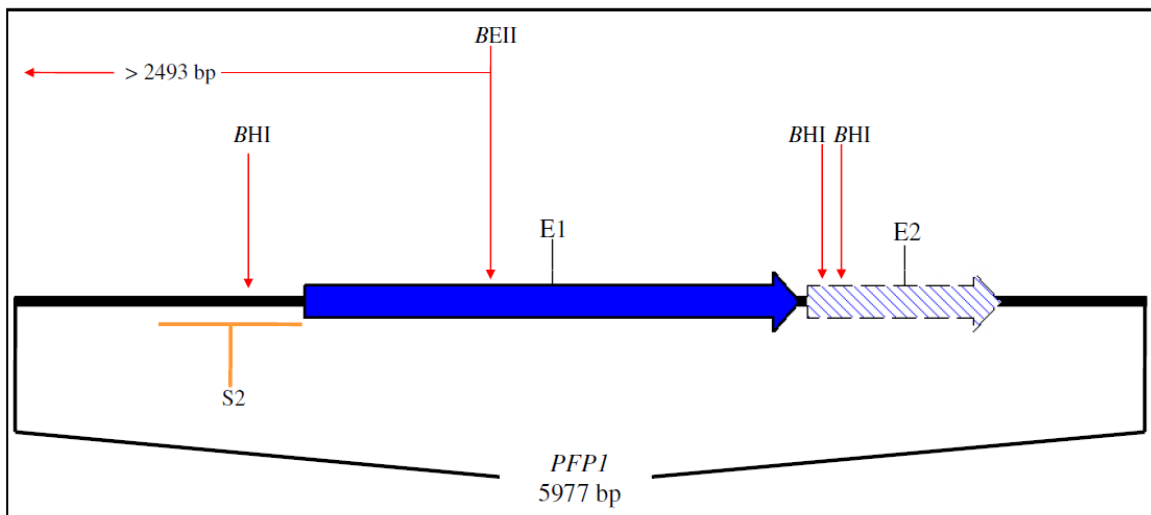 BEII
> 2493 bp
BHI
BHI BHI
E1
E2
S2
PFP1
5977 bp